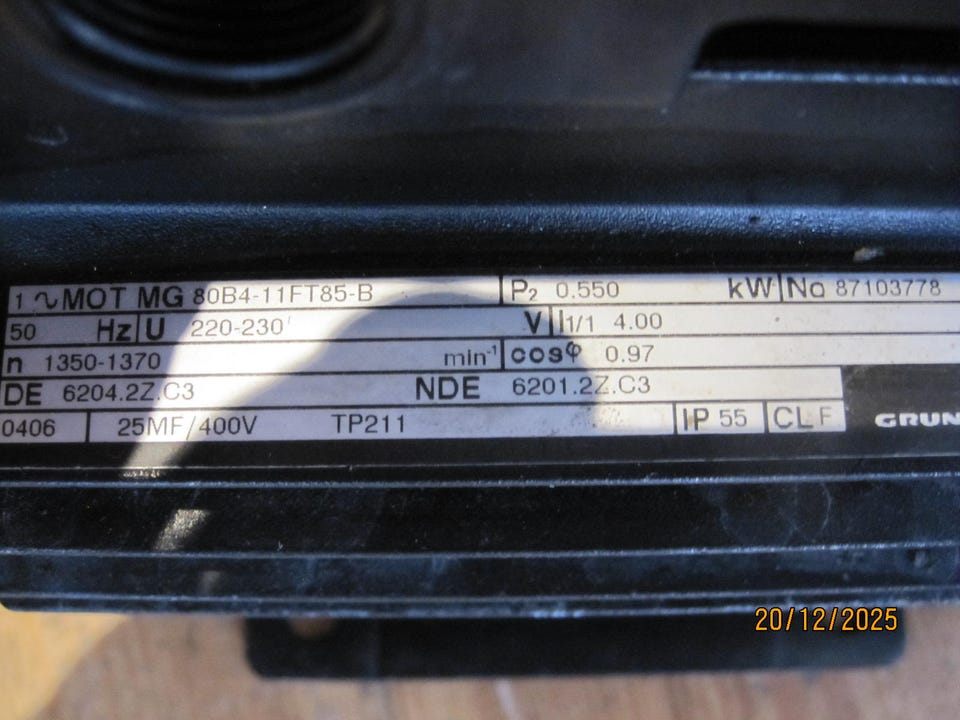 1 ∿ MOT MG 80B4-11FT85-B P₂ 0.550 kW No 87103778
50 Hz U 220-230 V I1/1 4.00
n 1350-1370 min⁻¹ cosφ 0.97
DE 6204.2Z.C3 NDE 6201.2Z.C3
0406 25MF/400V TP211 IP 55 CL F GRUN
20/12/2025